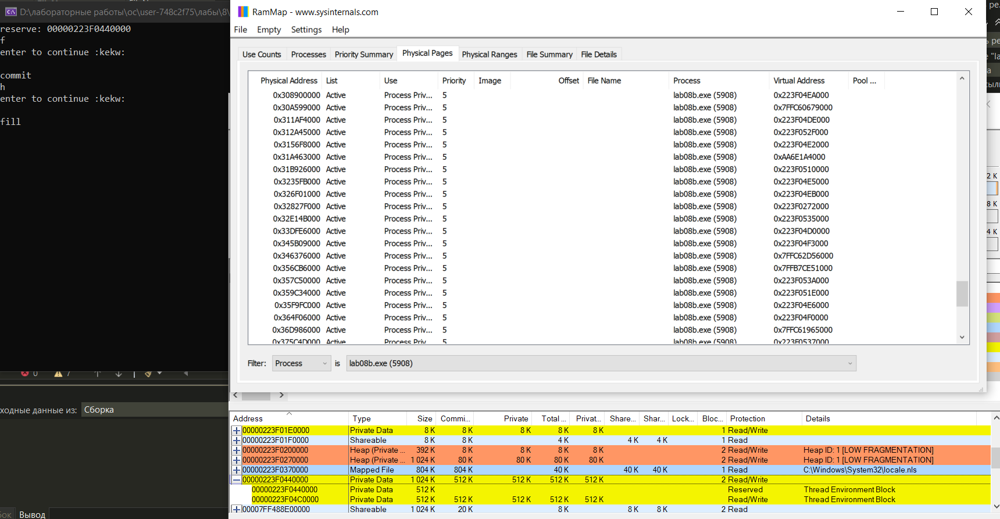 D:\лабораторные работы\ос\user-748c2f75\лабы\8\
reserve: 00000223F0440000
f
enter to continue :kekw:
commit
h
enter to continue :kekw:
fill
0
7
ходные данные из: Сборка
Вывод
RamMap - www.sysinternals.com
File Empty Settings Help
Use Counts Processes Priority Summary Physical Pages Physical Ranges File Summary File Details
Physical Address List Use Priority Image Offset File Name Process Virtual Address Pool ...
0x308900000 Active Process Priv... 5 lab08b.exe (5908) 0x223F04EA000
0x30A599000 Active Process Priv... 5 lab08b.exe (5908) 0x7FFC60679000
0x311AF4000 Active Process Priv... 5 lab08b.exe (5908) 0x223F04DE000
0x312A45000 Active Process Priv... 5 lab08b.exe (5908) 0x223F052F000
0x3156F8000 Active Process Priv... 5 lab08b.exe (5908) 0x223F04E2000
0x31A463000 Active Process Priv... 5 lab08b.exe (5908) 0xAA6E1A4000
0x31B926000 Active Process Priv... 5 lab08b.exe (5908) 0x223F0510000
0x3235FB000 Active Process Priv... 5 lab08b.exe (5908) 0x223F04E5000
0x326F01000 Active Process Priv... 5 lab08b.exe (5908) 0x223F04EB000
0x32827F000 Active Process Priv... 5 lab08b.exe (5908) 0x223F0272000
0x32E14B000 Active Process Priv... 5 lab08b.exe (5908) 0x223F0535000
0x33DFE6000 Active Process Priv... 5 lab08b.exe (5908) 0x223F04D0000
0x345B09000 Active Process Priv... 5 lab08b.exe (5908) 0x223F04F3000
0x346376000 Active Process Priv... 5 lab08b.exe (5908) 0x7FFC62D56000
0x356CB6000 Active Process Priv... 5 lab08b.exe (5908) 0x7FFB7CE51000
0x357C50000 Active Process Priv... 5 lab08b.exe (5908) 0x223F053A000
0x359C34000 Active Process Priv... 5 lab08b.exe (5908) 0x223F051E000
0x35F9FC000 Active Process Priv... 5 lab08b.exe (5908) 0x223F04E6000
0x364F06000 Active Process Priv... 5 lab08b.exe (5908) 0x223F04F0000
0x36D986000 Active Process Priv... 5 lab08b.exe (5908) 0x7FFC61965000
0x375C4D000 Active Process Priv... 5 lab08b.exe (5908) 0x223F0537000
Filter: Process is lab08b.exe (5908)
2 K
8 K
4 K
Address Type Size Commi... Private Total ... Privat... Share... Shar... Lock... Bloc... Protection Details
00000223F01E0000 Private Data 8 K 8 K 8 K 8 K 8 K 1 Read/Write
00000223F01F0000 Shareable 8 K 8 K 4 K 4 K 4 K 1 Read
00000223F0200000 Heap (Private ... 392 K 8 K 8 K 8 K 8 K 2 Read/Write Heap ID: 1 [LOW FRAGMENTATION]
00000223F0270000 Heap (Private ... 1 024 K 80 K 80 K 80 K 80 K 2 Read/Write Heap ID: 1 [LOW FRAGMENTATION]
00000223F0370000 Mapped File 804 K 804 K 40 K 40 K 40 K 1 Read C:\Windows\System32\locale.nls
00000223F0440000 Private Data 1 024 K 512 K 512 K 512 K 512 K 2 Read/Write
00000223F0440000 Private Data 512 K Reserved Thread Environment Block
00000223F04C0000 Private Data 512 K 512 K 512 K 512 K 512 K Read/Write Thread Environment Block
00007FF488E00000 Shareable 1 024 K 20 K 8 K 8 K 8 K 2 Read